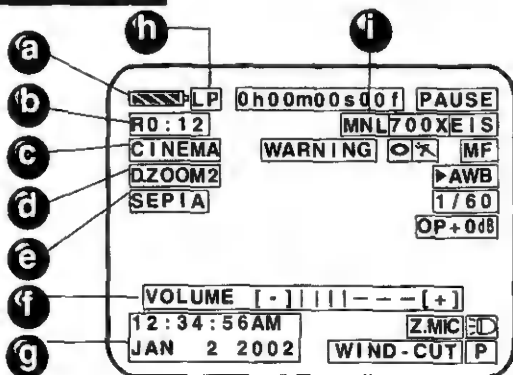 h i
a
LP 0h00m00s00f PAUSE
b
R0:12 MNL 700X EIS
c
CINEMA WARNING MF
d
D.ZOOM2 ▶AWB
e
SEPIA 1/60
OP+0dB
f
VOLUME [-]||||---[+]
g
12:34:56AM Z.MIC
JAN 2 2002 WIND-CUT P